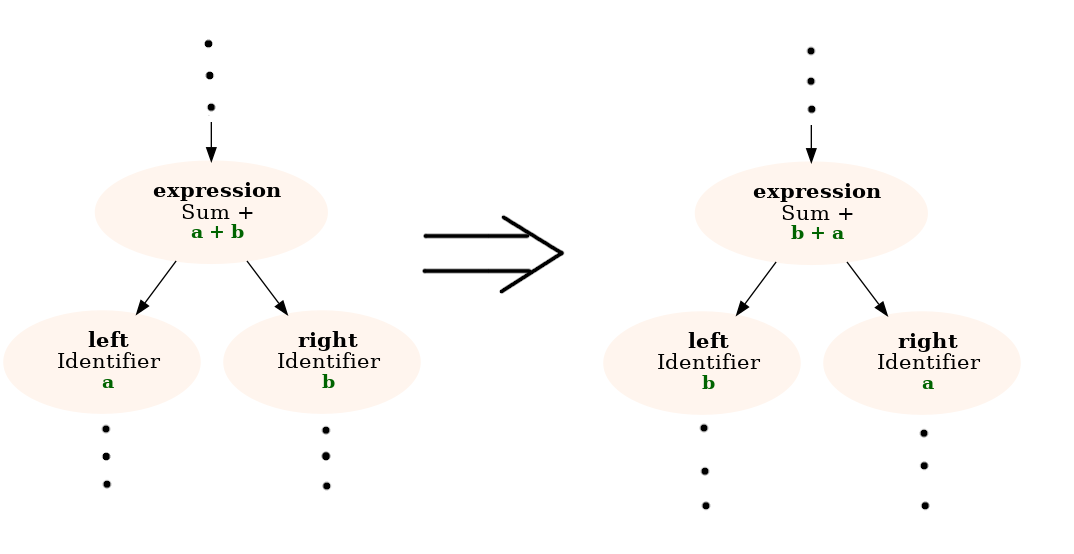 expression
Sum +
a + b
left
Identifier
a
right
Identifier
b
expression
Sum +
b + a
left
Identifier
b
right
Identifier
a